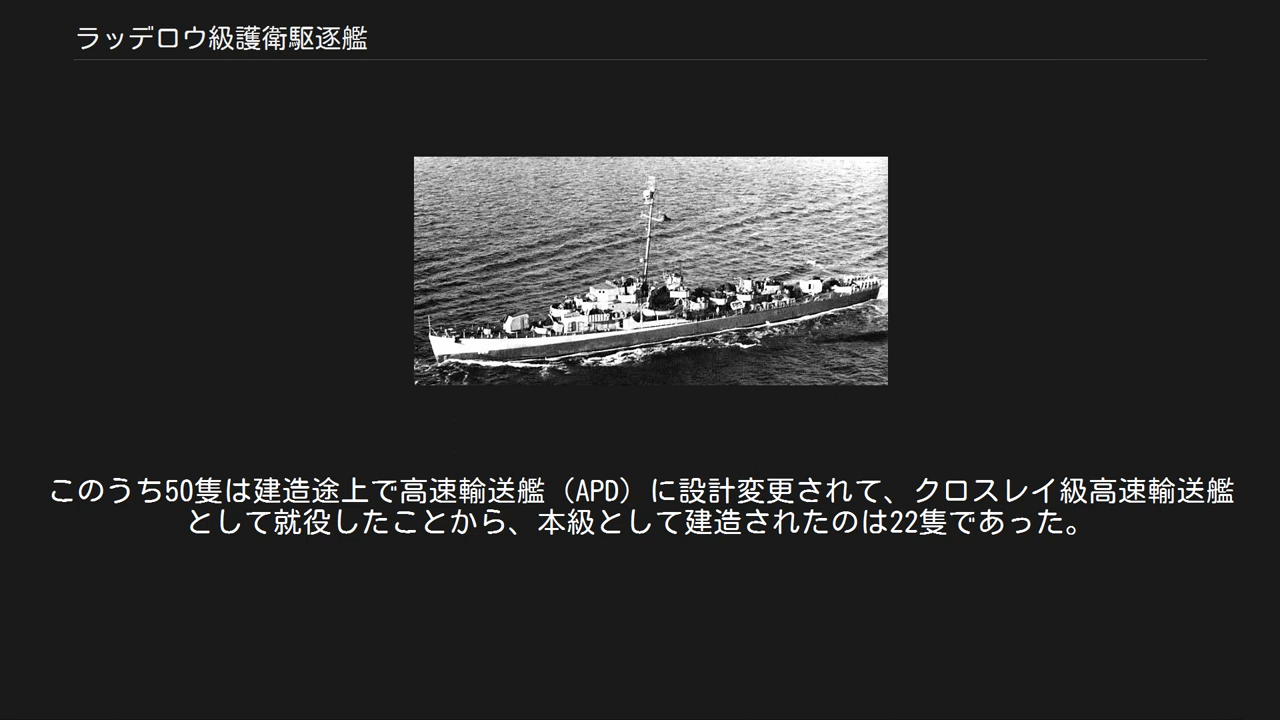 ラッデロウ級護衛駆逐艦
このうち50隻は建造途上で高速輸送艦（APD）に設計変更されて、クロスレイ級高速輸送艦
として就役したことから、本級として建造されたのは22隻であった。